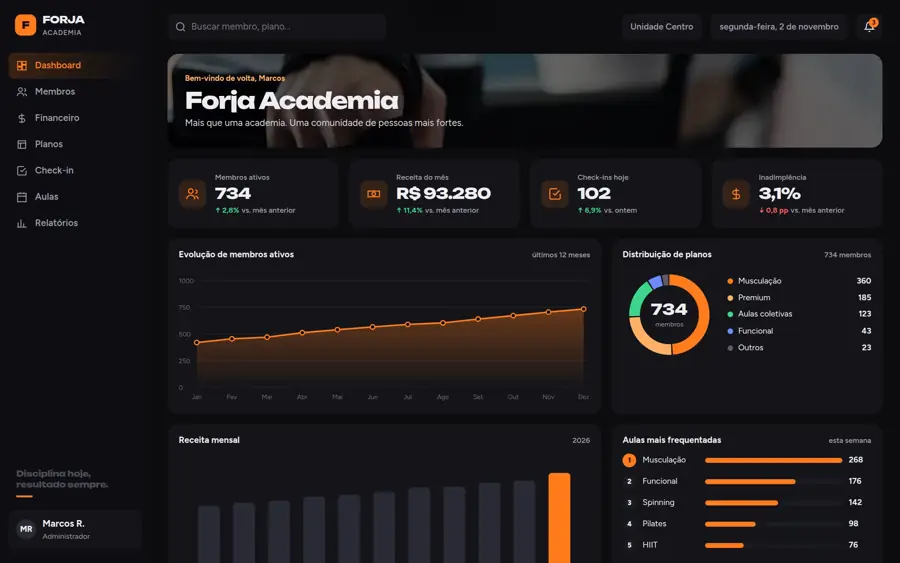 F
FORJA
ACADEMIA
Dashboard
Membros
Financeiro
Planos
Check-in
Aulas
Relatórios
Disciplina hoje,
resultado sempre.
MR
Marcos R.
Administrador
Buscar membro, plano...
Unidade Centro
segunda-feira, 2 de novembro
3
Bem-vindo de volta, Marcos
Forja Academia
Mais que uma academia. Uma comunidade de pessoas mais fortes.
Membros ativos
734
↑ 2,8% vs. mês anterior
Receita do mês
R$ 93.280
↑ 11,4% vs. mês anterior
Check-ins hoje
102
↑ 6,9% vs. ontem
Inadimplência
3,1%
↓ 0,8 pp vs. mês anterior
Evolução de membros ativos
últimos 12 meses
1000
750
500
250
0
Jan Fev Mar Abr Mai Jun Jul Ago Set Out Nov Dez
Distribuição de planos
734 membros
734
membros
Musculação 360
Premium 185
Aulas coletivas 123
Funcional 43
Outros 23
Receita mensal
2026
Aulas mais frequentadas
esta semana
1 Musculação 268
2 Funcional 176
3 Spinning 142
4 Pilates 98
5 HIIT 76